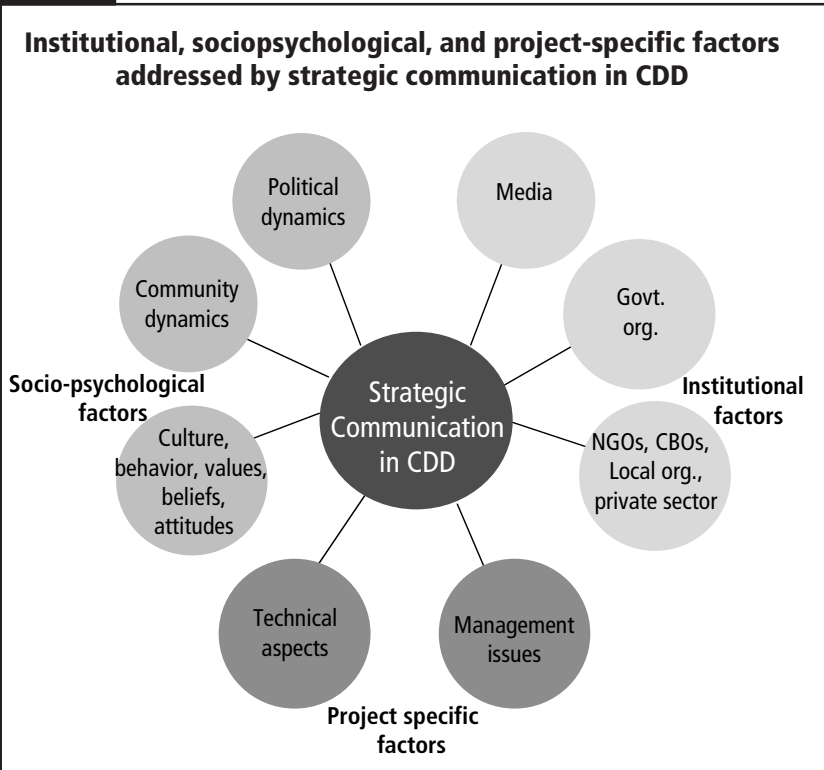 Institutional, sociopsychological, and project-specific factors
addressed by strategic communication in CDD
Political
dynamics
Media
Community
dynamics
Govt.
org.
Socio-psychological
factors
Institutional
factors
Strategic
Communication
in CDD
Culture,
behavior, values,
beliefs,
attitudes
NGOs, CBOs,
Local org.,
private sector
Technical
aspects
Management
issues
Project specific
factors